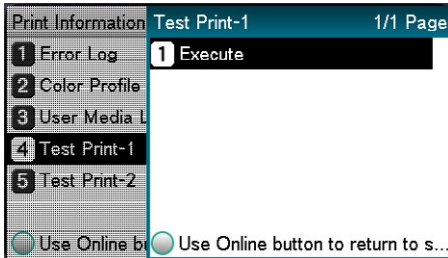 Print Information
1 Error Log
2 Color Profile
3 User Media L
4 Test Print-1
5 Test Print-2
Use Online b
Test Print-1 1/1 Page
1 Execute
Use Online button to return to s...